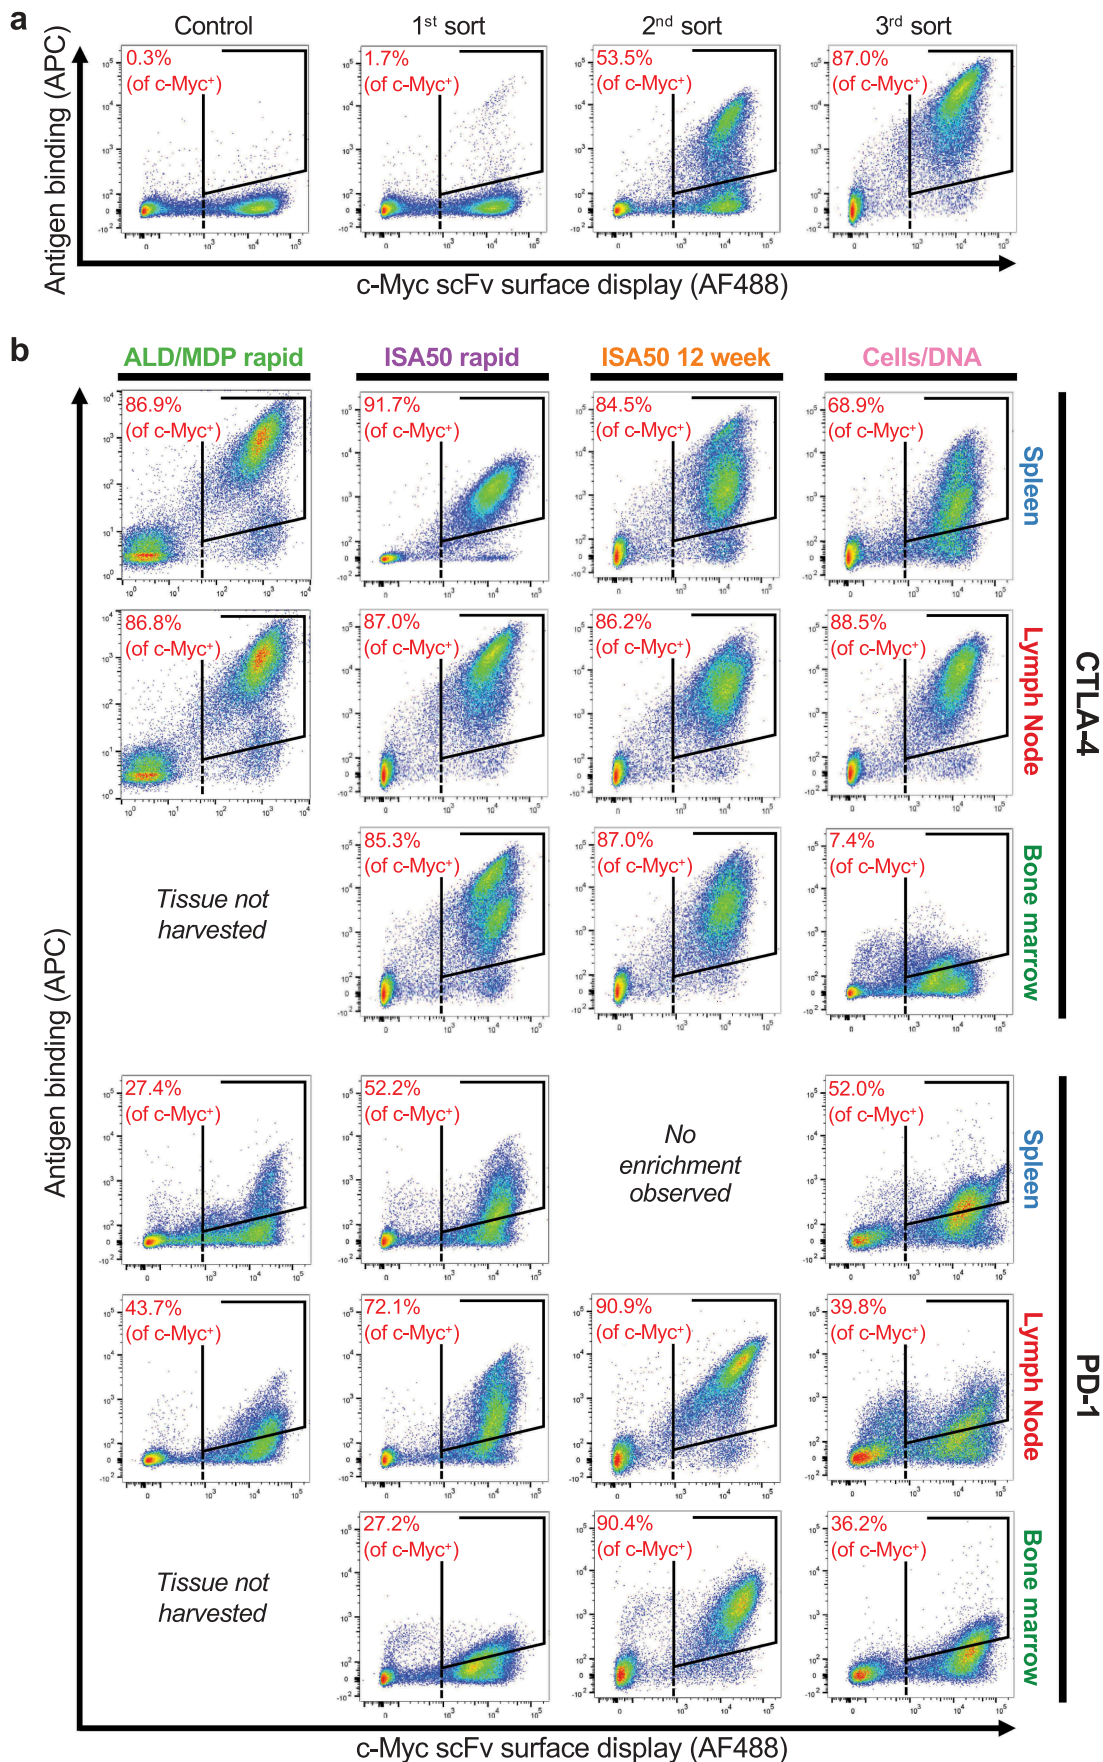 a
Control
1st sort
2nd sort
3rd sort
0.3%
(of c-Myc+)
1.7%
(of c-Myc+)
53.5%
(of c-Myc+)
87.0%
(of c-Myc+)
Antigen binding (APC)
c-Myc scFv surface display (AF488)
b
ALD/MDP rapid
ISA50 rapid
ISA50 12 week
Cells/DNA
86.9%
(of c-Myc+)
91.7%
(of c-Myc+)
84.5%
(of c-Myc+)
68.9%
(of c-Myc+)
Spleen
86.8%
(of c-Myc+)
87.0%
(of c-Myc+)
86.2%
(of c-Myc+)
88.5%
(of c-Myc+)
Lymph Node
CTLA-4
Tissue not
harvested
85.3%
(of c-Myc+)
87.0%
(of c-Myc+)
7.4%
(of c-Myc+)
Bone marrow
Antigen binding (APC)
27.4%
(of c-Myc+)
52.2%
(of c-Myc+)
No
enrichment
observed
52.0%
(of c-Myc+)
Spleen
43.7%
(of c-Myc+)
72.1%
(of c-Myc+)
90.9%
(of c-Myc+)
39.8%
(of c-Myc+)
Lymph Node
PD-1
Tissue not
harvested
27.2%
(of c-Myc+)
90.4%
(of c-Myc+)
36.2%
(of c-Myc+)
Bone marrow
c-Myc scFv surface display (AF488)